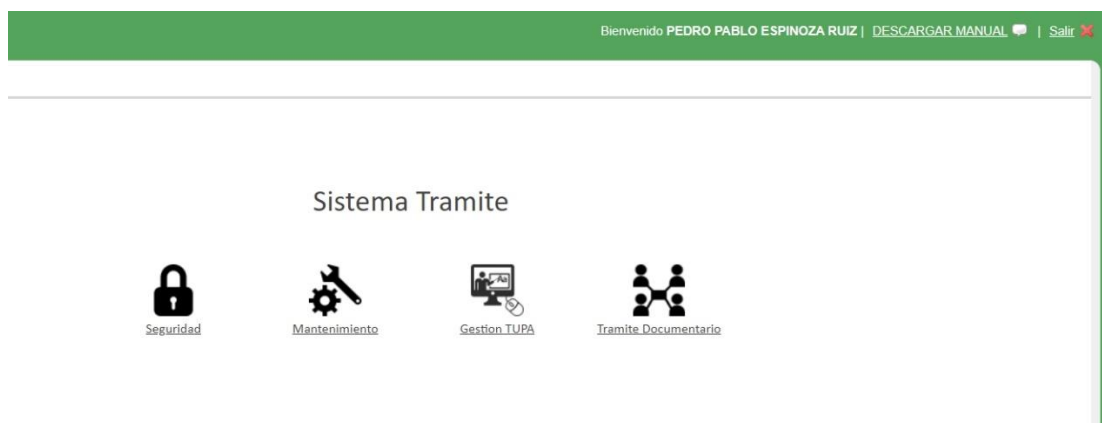 Bienvenido PEDRO PABLO ESPINOZA RUIZ | DESCARGAR MANUAL | Salir
Sistema Tramite
Seguridad Mantenimiento Gestion TUPA Tramite Documentario